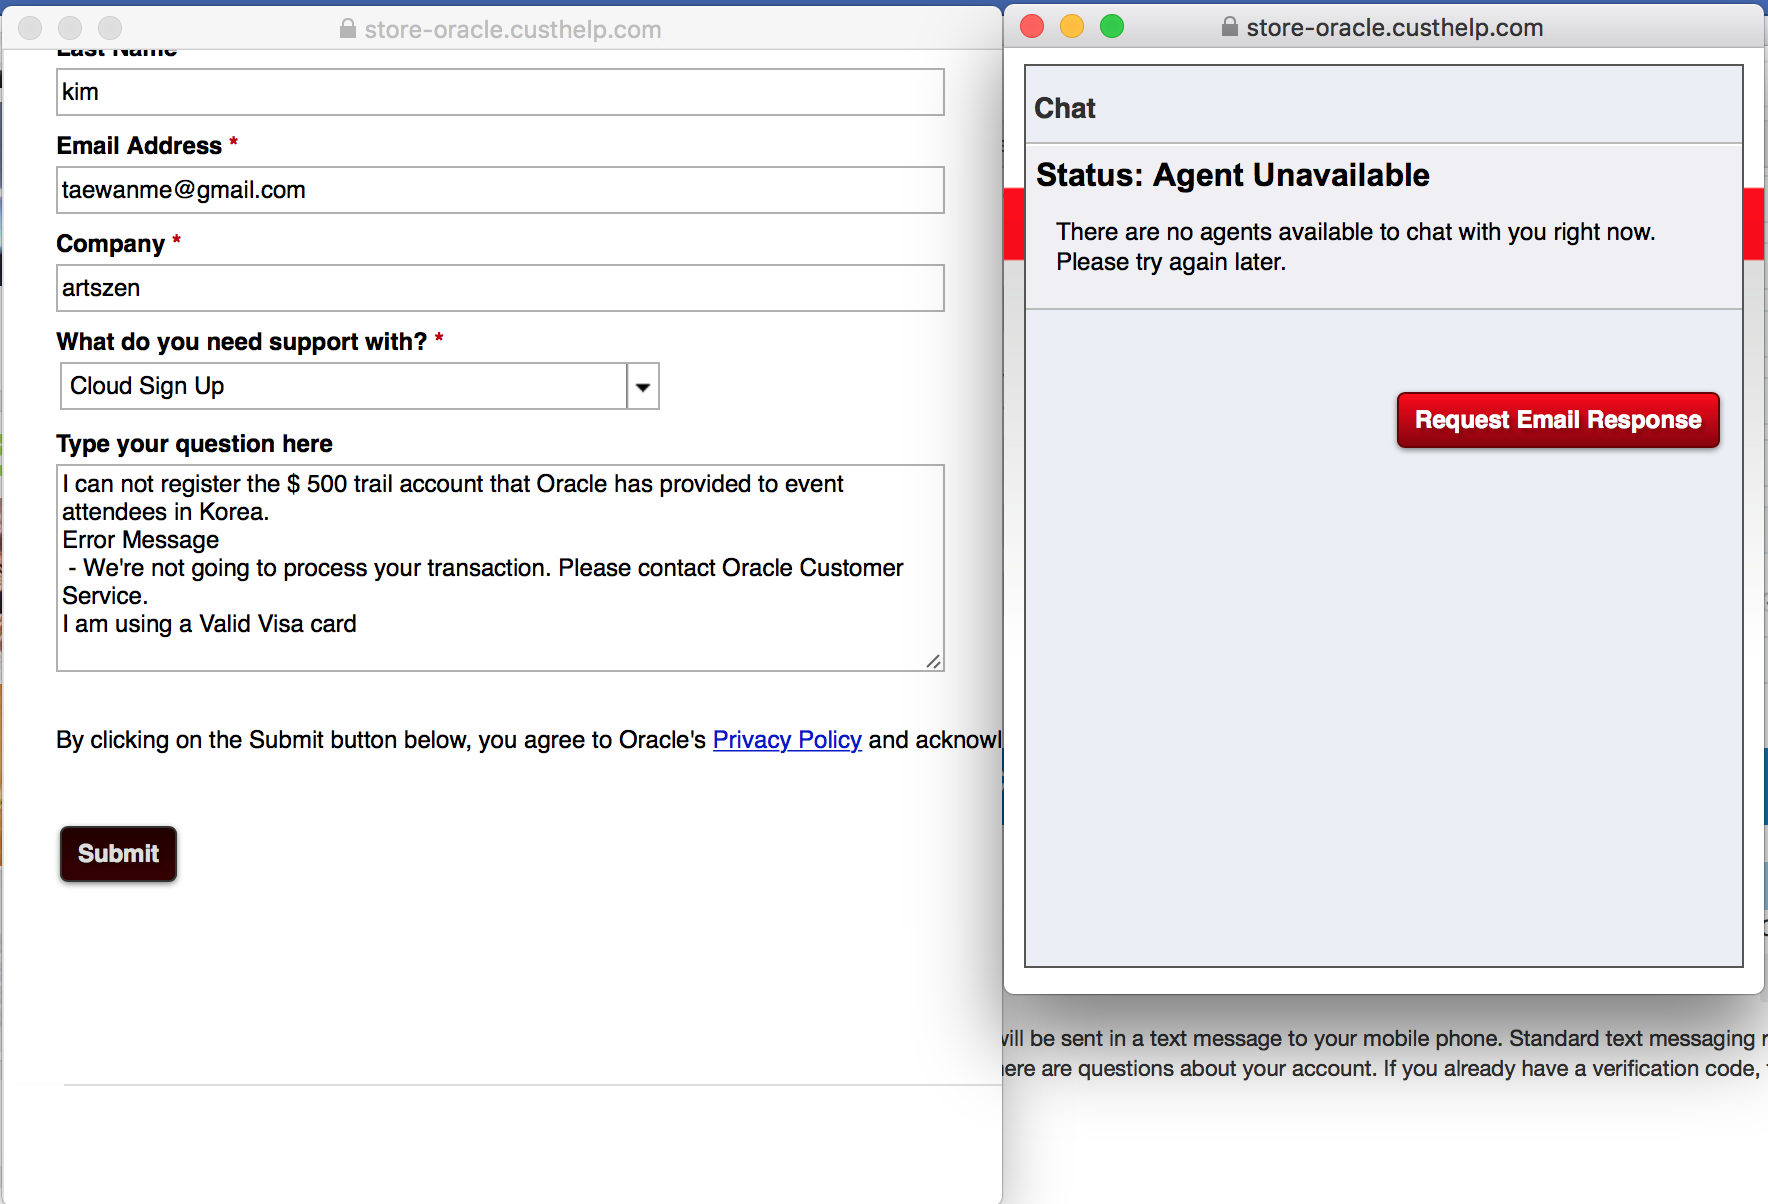 store-oracle.custhelp.com
Last Name
kim
Email Address *
taewanme@gmail.com
Company *
artszen
What do you need support with? *
Cloud Sign Up
Type your question here
I can not register the $ 500 trail account that Oracle has provided to event
attendees in Korea.
Error Message
- We're not going to process your transaction. Please contact Oracle Customer
Service.
I am using a Valid Visa card
By clicking on the Submit button below, you agree to Oracle's Privacy Policy and acknowl
Submit
store-oracle.custhelp.com
Chat
Status: Agent Unavailable
There are no agents available to chat with you right now.
Please try again later.
Request Email Response
will be sent in a text message to your mobile phone. Standard text messaging
ere are questions about your account. If you already have a verification code,